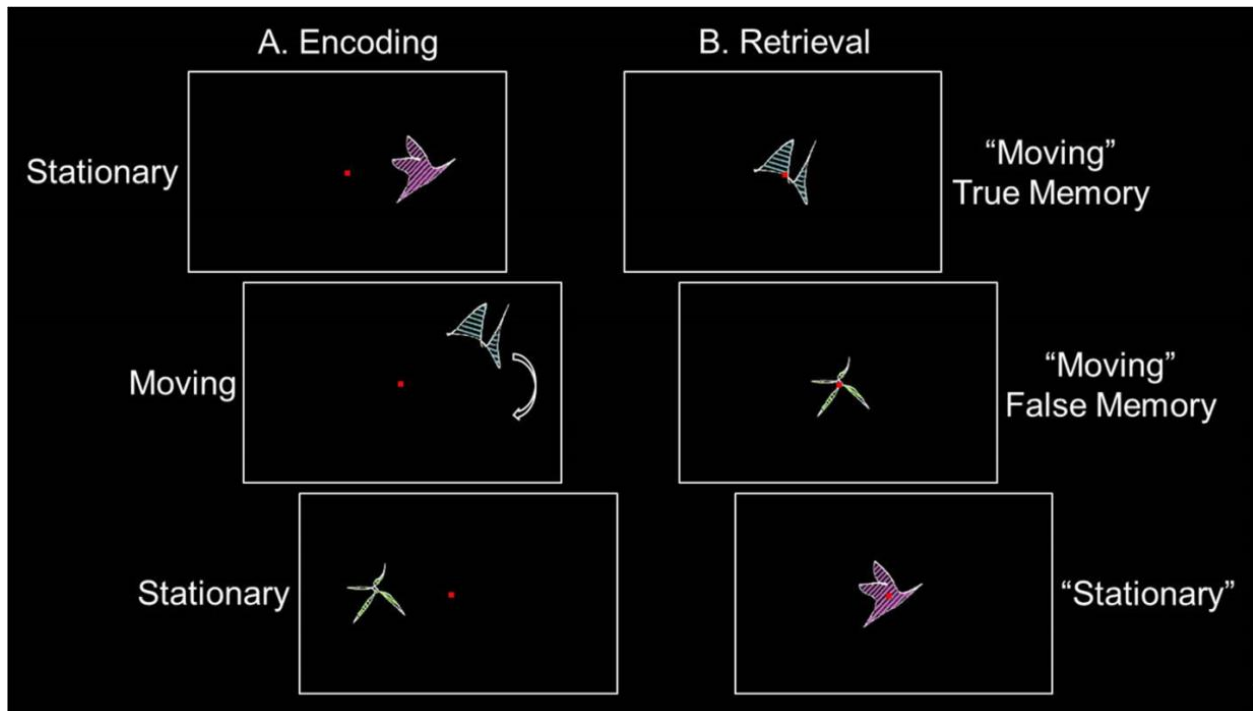 A. Encoding
B. Retrieval
Stationary
“Moving”
True Memory
Moving
“Moving”
False Memory
Stationary
“Stationary”